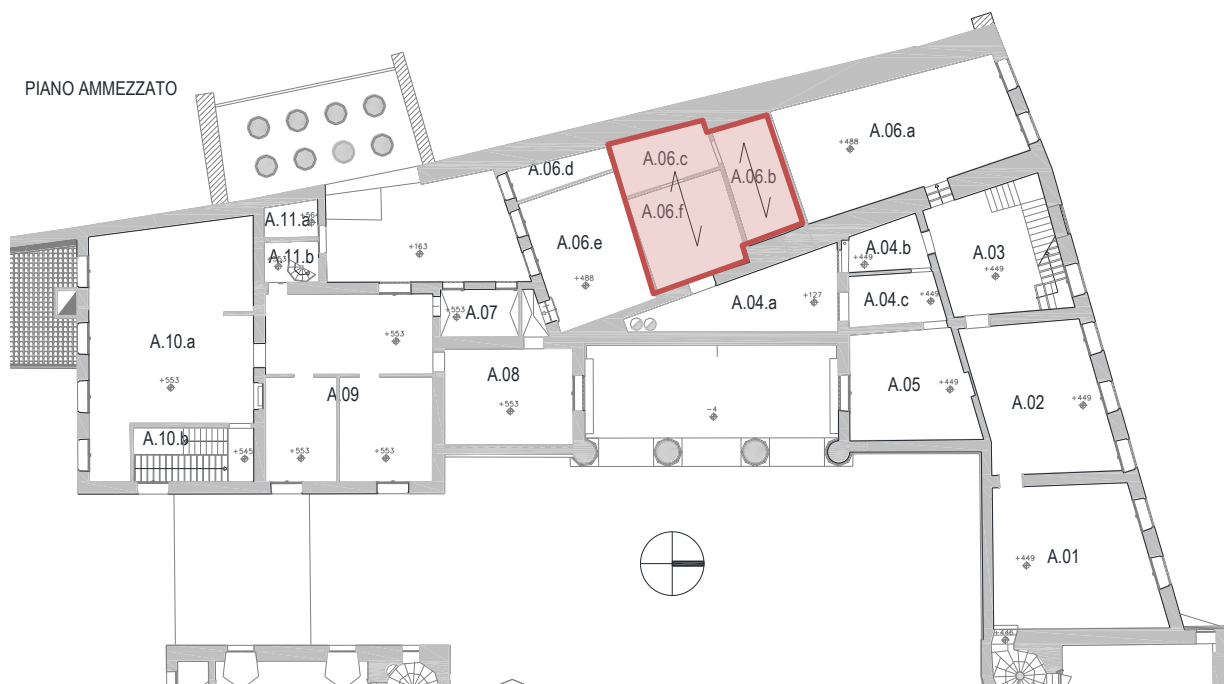 PIANO AMMEZZATO
A.06.a
+488
A.06.c
A.06.b
A.06.d
A.06.f
A.11.a
+56
A.06.e
A.04.b
A.03
+163
A.11.b
+553
+449
+449
+488
A.04.c
+449
A.04.a
+127
A.07
+553
A.10.a
+553
A.08
A.05
+449
+553
A.09
+553
A.02
+449
-4
A.10.b
+545
+553
+553
A.01
+449
+446